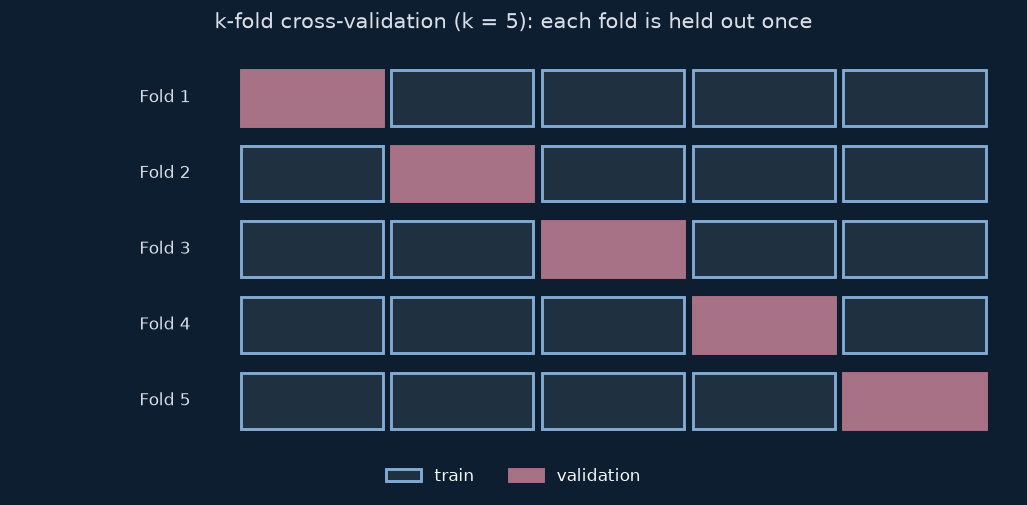 k-fold cross-validation (k = 5): each fold is held out once
Fold 1
Fold 2
Fold 3
Fold 4
Fold 5
train
validation